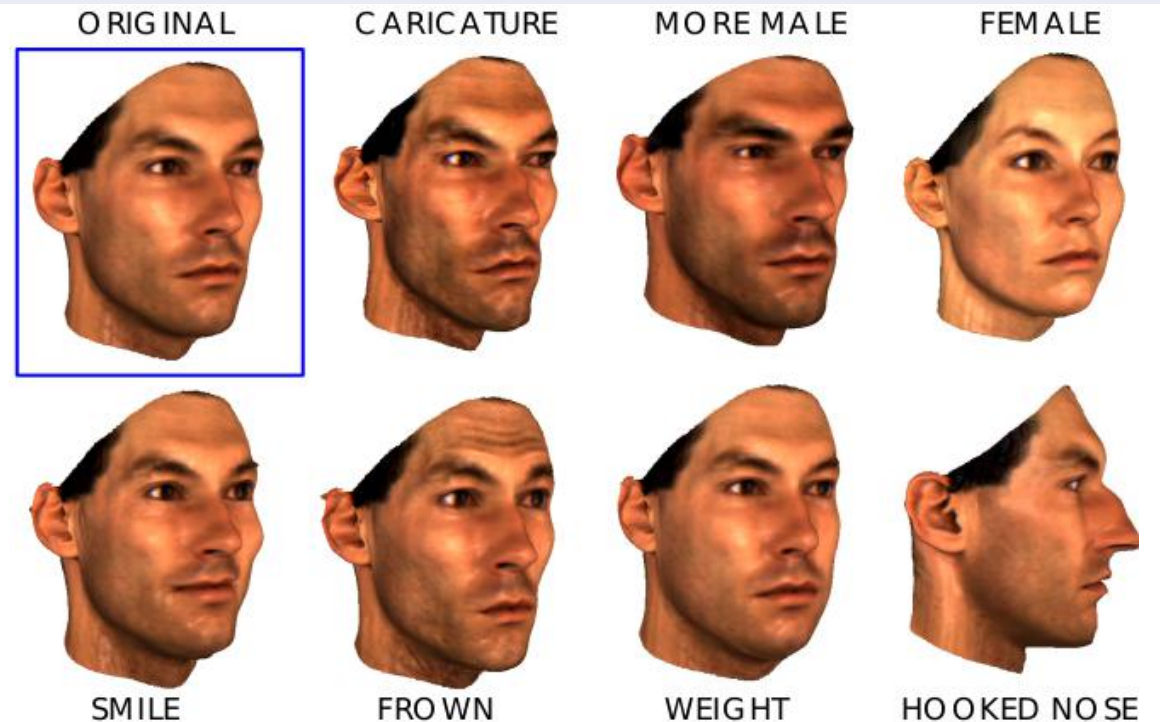 ORIGINAL
CARICATURE
MORE MALE
FEMALE
SMILE
FROWN
WEIGHT
HOOKED NOSE